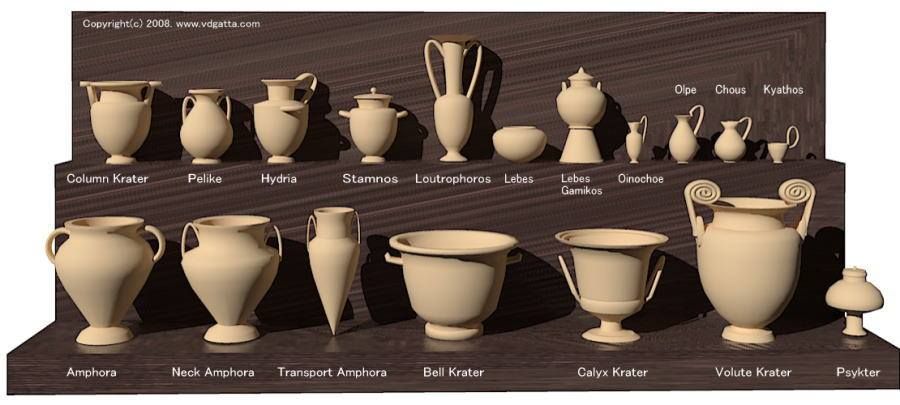 Copyright(c) 2008. www.vdgatta.com
Olpe Chous Kyathos
Column Krater Pelike Hydria Stamnos Loutrophoros Lebes Lebes Gamikos Oinochoe
Amphora Neck Amphora Transport Amphora Bell Krater Calyx Krater Volute Krater Psykter